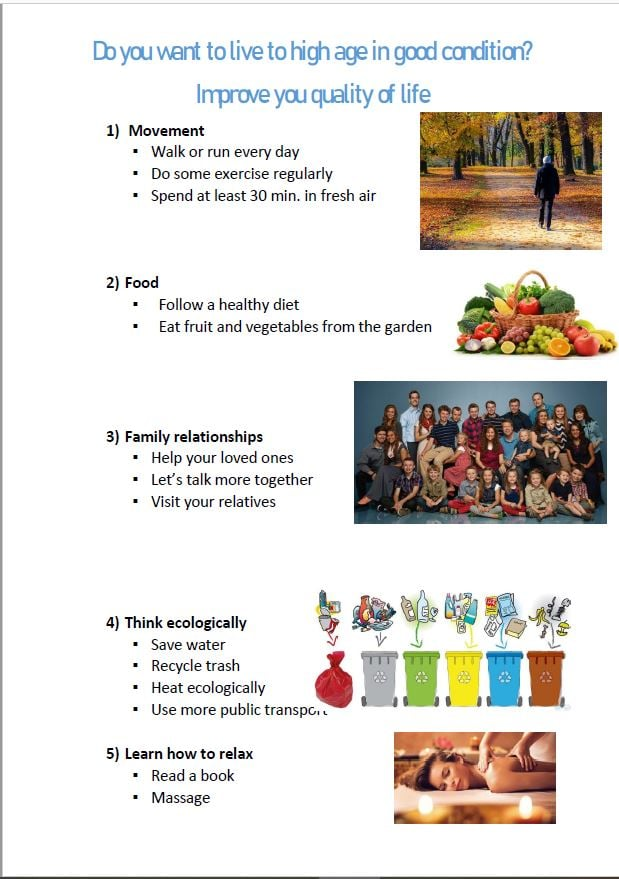 Do you want to live to high age in good condition?
Improve you quality of life
1) Movement
▪ Walk or run every day
▪ Do some exercise regularly
▪ Spend at least 30 min. in fresh air
2) Food
▪ Follow a healthy diet
▪ Eat fruit and vegetables from the garden
3) Family relationships
▪ Help your loved ones
▪ Let's talk more together
▪ Visit your relatives
4) Think ecologically
▪ Save water
▪ Recycle trash
▪ Heat ecologically
▪ Use more public transport
5) Learn how to relax
▪ Read a book
▪ Massage